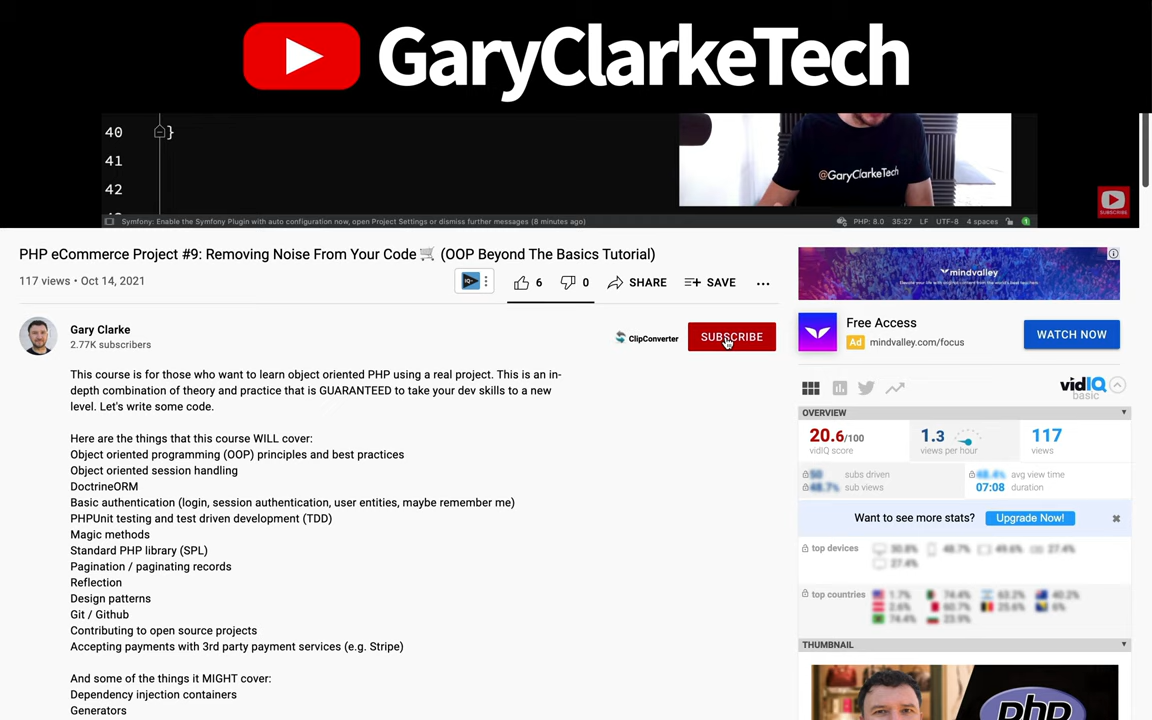 GaryClarkeTech
40 }
@GaryClarkeTech
41
42
SUBSCRIBE
Symfony: Enable the Symfony Plugin with auto configuration now, open Project Settings or dismiss further messages (8 minutes ago)
PHP: 8.0 35:27 LF UTF-8 4 spaces
PHP eCommerce Project #9: Removing Noise From Your Code 🛒 (OOP Beyond The Basics Tutorial)
117 views • Oct 14, 2021
6 0 SHARE SAVE
Gary Clarke
2.77K subscribers
ClipConverter
SUBSCRIBE
This course is for those who want to learn object oriented PHP using a real project. This is an in-
depth combination of theory and practice that is GUARANTEED to take your dev skills to a new
level. Let's write some code.
Here are the things that this course WILL cover:
Object oriented programming (OOP) principles and best practices
Object oriented session handling
DoctrineORM
Basic authentication (login, session authentication, user entities, maybe remember me)
PHPUnit testing and test driven development (TDD)
Magic methods
Standard PHP library (SPL)
Pagination / paginating records
Reflection
Design patterns
Git / Github
Contributing to open source projects
Accepting payments with 3rd party payment services (e.g. Stripe)
And some of the things it MIGHT cover:
Dependency injection containers
Generators
mindvalley
Free Access
Ad mindvalley.com/focus
WATCH NOW
vidIQ
basic
OVERVIEW
20.6/100
vidIQ score
1.3
views per hour
117
views
subs driven
sub views
avg view time
07:08 duration
Want to see more stats? Upgrade Now!
top devices
top countries
THUMBNAIL
php